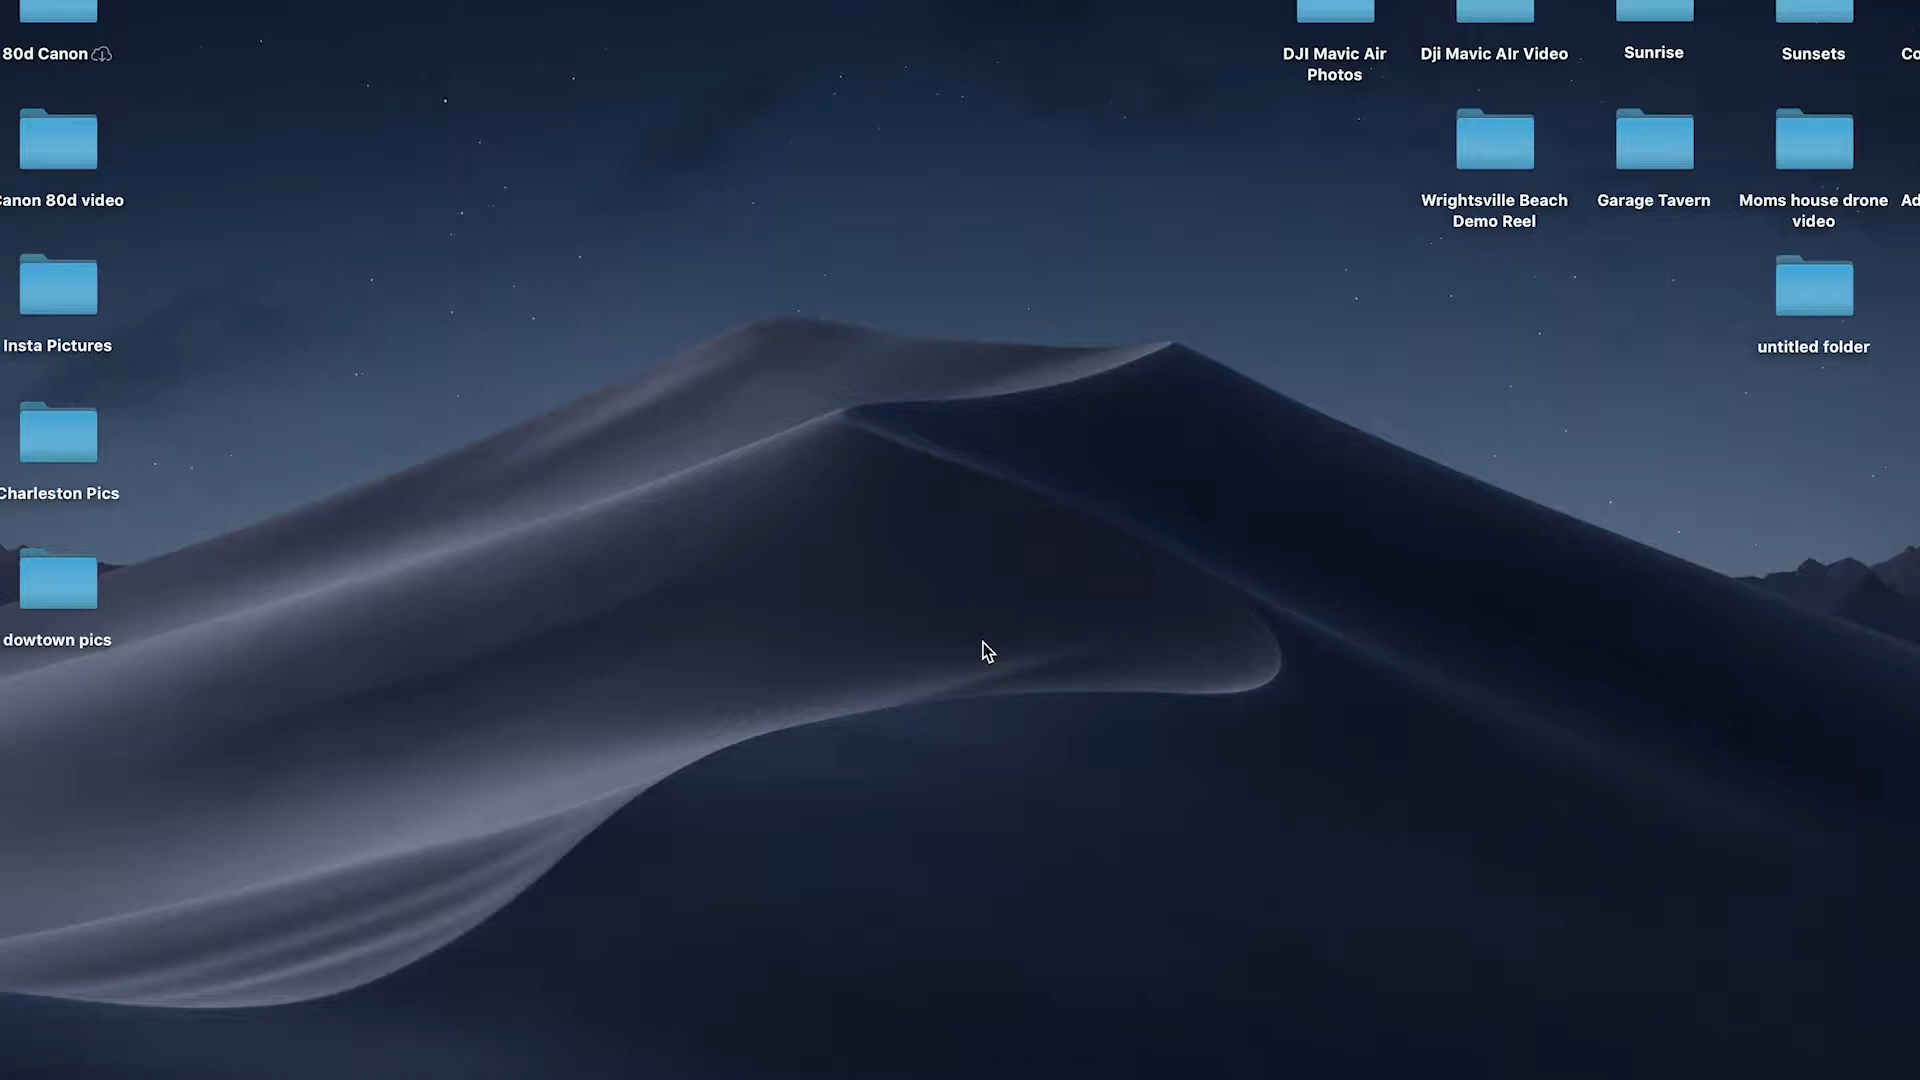 80d Canon
DJI Mavic Air
Photos
Dji Mavic AIr Video
Sunrise
Sunsets
Canon 80d video
Wrightsville Beach
Demo Reel
Garage Tavern
Moms house drone
video
Insta Pictures
untitled folder
Charleston Pics
dowtown pics